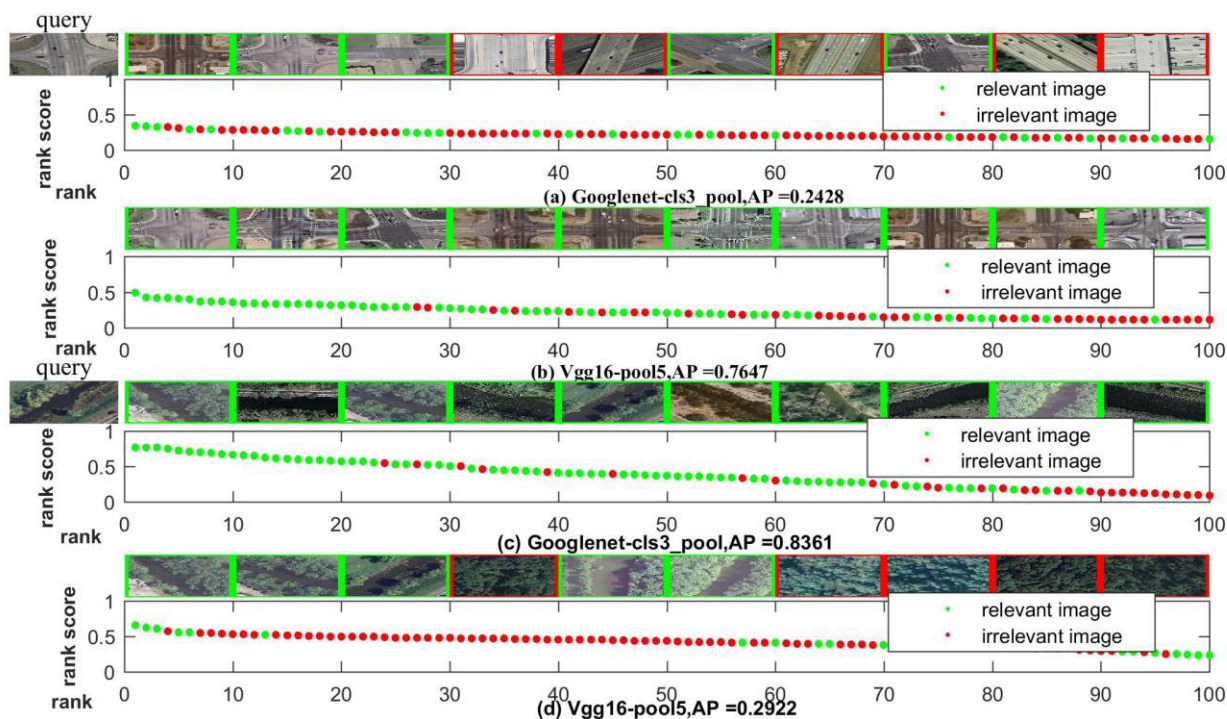 query
1
0.5
0
rank score
rank
relevant image
irrelevant image
0 10 20 30 40 50 60 70 80 90 100
(a) Googlenet-cls3_pool,AP =0.2428
1
0.5
0
rank score
rank
relevant image
irrelevant image
0 10 20 30 40 50 60 70 80 90 100
(b) Vgg16-pool5,AP =0.7647
query
1
0.5
0
rank score
rank
relevant image
irrelevant image
0 10 20 30 40 50 60 70 80 90 100
(c) Googlenet-cls3_pool,AP =0.8361
1
0.5
0
rank score
rank
relevant image
irrelevant image
0 10 20 30 40 50 60 70 80 90 100
(d) Vgg16-pool5,AP =0.2922